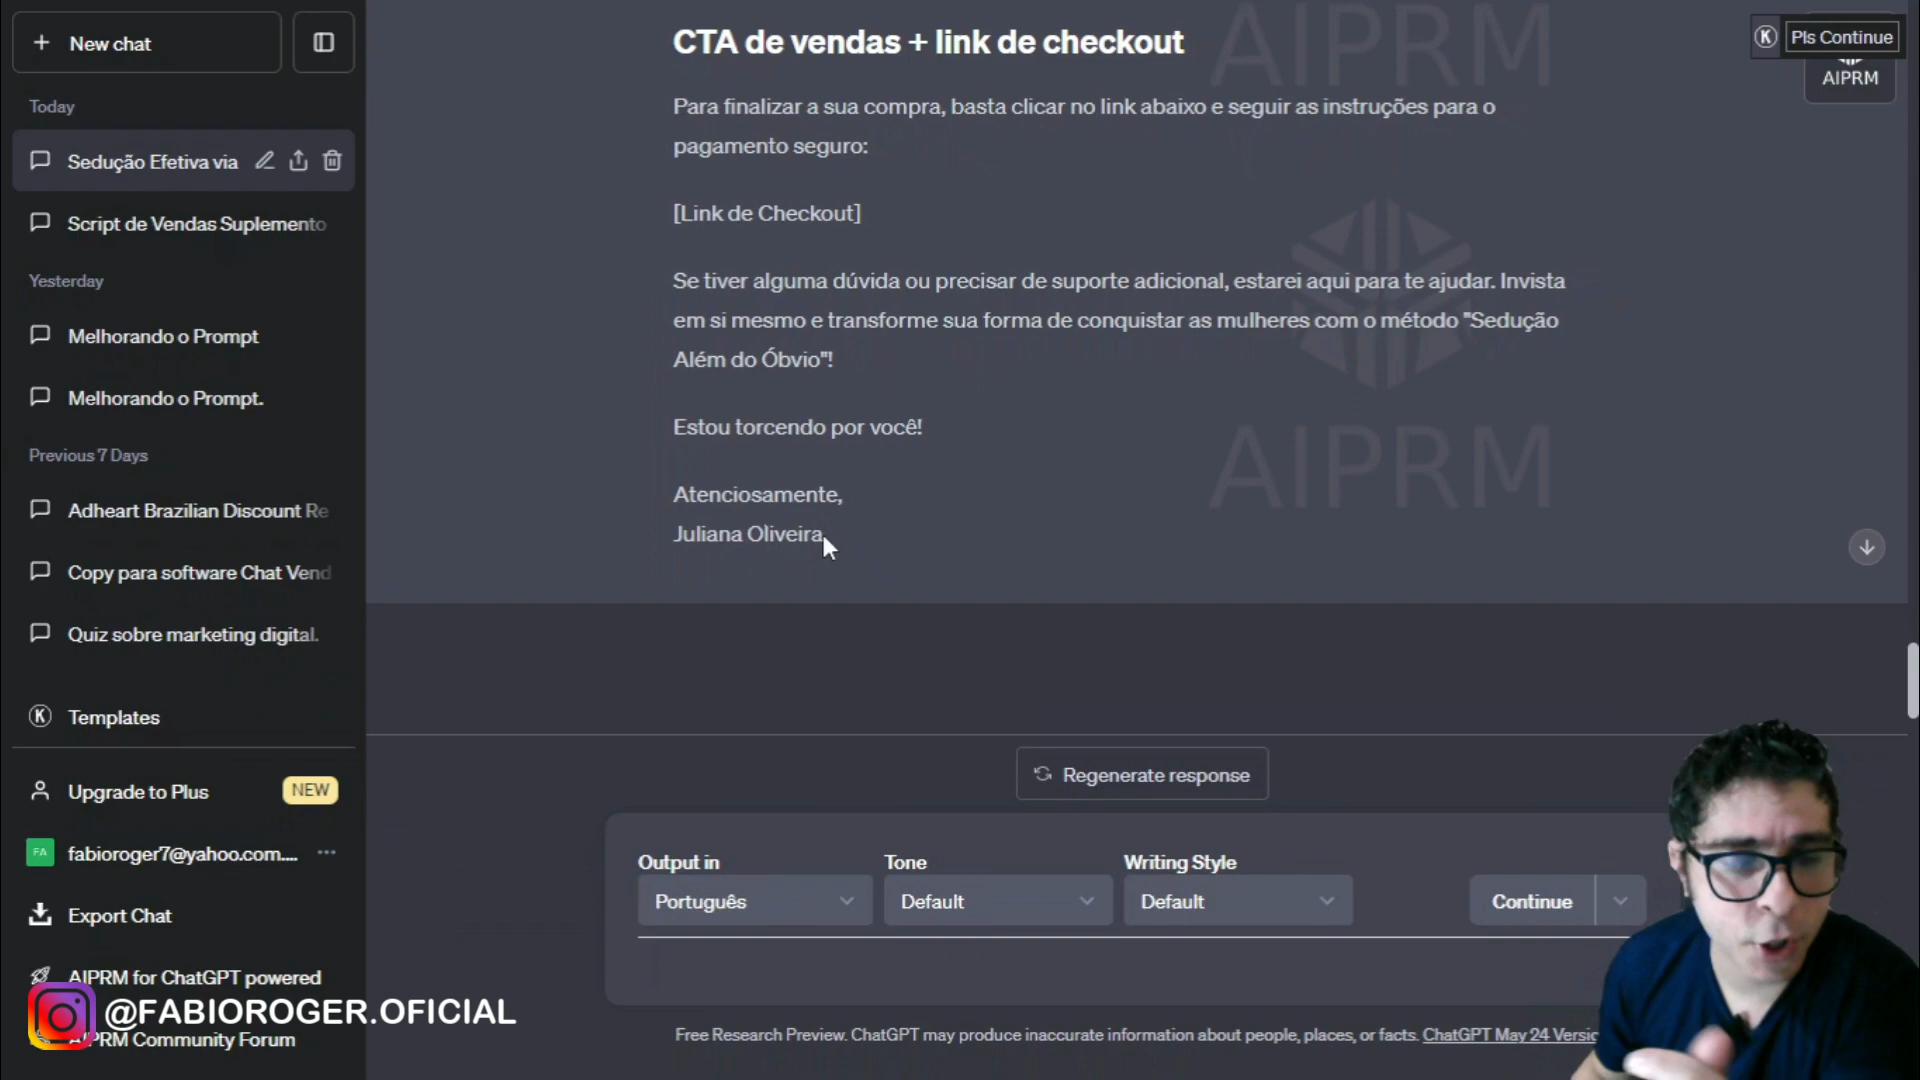 New chat
Today
Sedução Efetiva via
Script de Vendas Suplemento
Yesterday
Melhorando o Prompt
Melhorando o Prompt.
Previous 7 Days
Adheart Brazilian Discount Re
Copy para software Chat Vend
Quiz sobre marketing digital.
K Templates
Upgrade to Plus NEW
FA fabioroger7@yahoo.com....
Export Chat
AIPRM for ChatGPT powered
@FABIOROGER.OFICIAL
AIPRM Community Forum
CTA de vendas + link de checkout
Para finalizar a sua compra, basta clicar no link abaixo e seguir as instruções para o
pagamento seguro:
[Link de Checkout]
Se tiver alguma dúvida ou precisar de suporte adicional, estarei aqui para te ajudar. Invista
em si mesmo e transforme sua forma de conquistar as mulheres com o método "Sedução
Além do Óbvio"!
Estou torcendo por você!
Atenciosamente,
Juliana Oliveira
AIPRM
AIPRM
K Pls Continue
AIPRM
Regenerate response
Output in Tone Writing Style
Português Default Default Continue
Free Research Preview. ChatGPT may produce inaccurate information about people, places, or facts. ChatGPT May 24